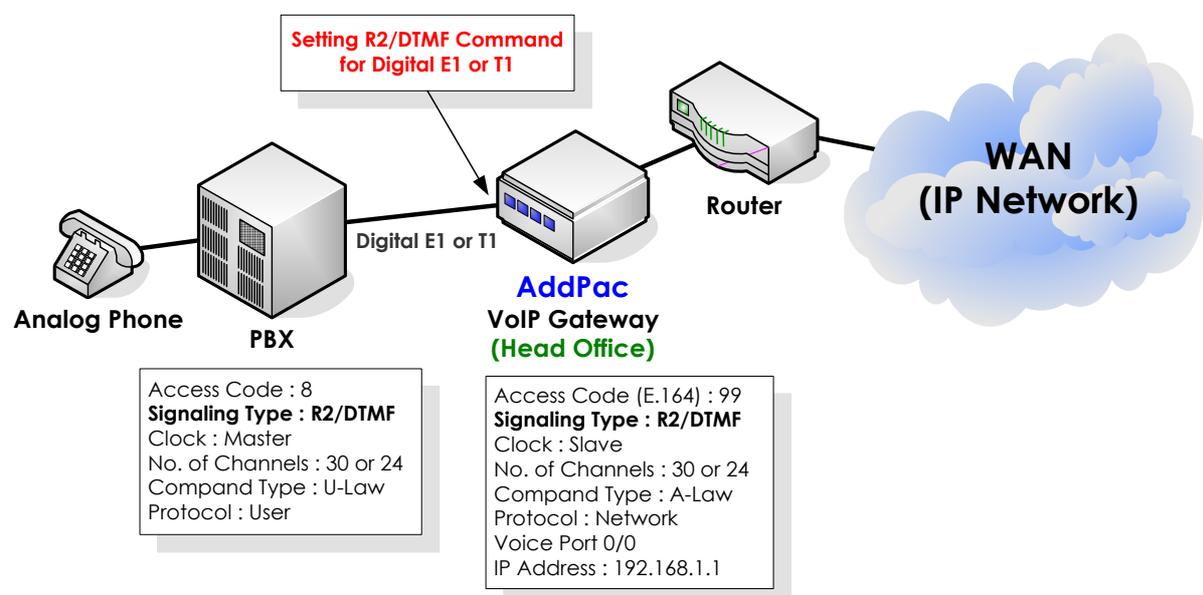 Setting R2/DTMF Command
for Digital E1 or T1
WAN
(IP Network)
Router
Digital E1 or T1
Analog Phone
PBX
AddPac
VoIP Gateway
(Head Office)
Access Code : 8
Signaling Type : R2/DTMF
Clock : Master
No. of Channels : 30 or 24
Compand Type : U-Law
Protocol : User
Access Code (E.164) : 99
Signaling Type : R2/DTMF
Clock : Slave
No. of Channels : 30 or 24
Compand Type : A-Law
Protocol : Network
Voice Port 0/0
IP Address : 192.168.1.1